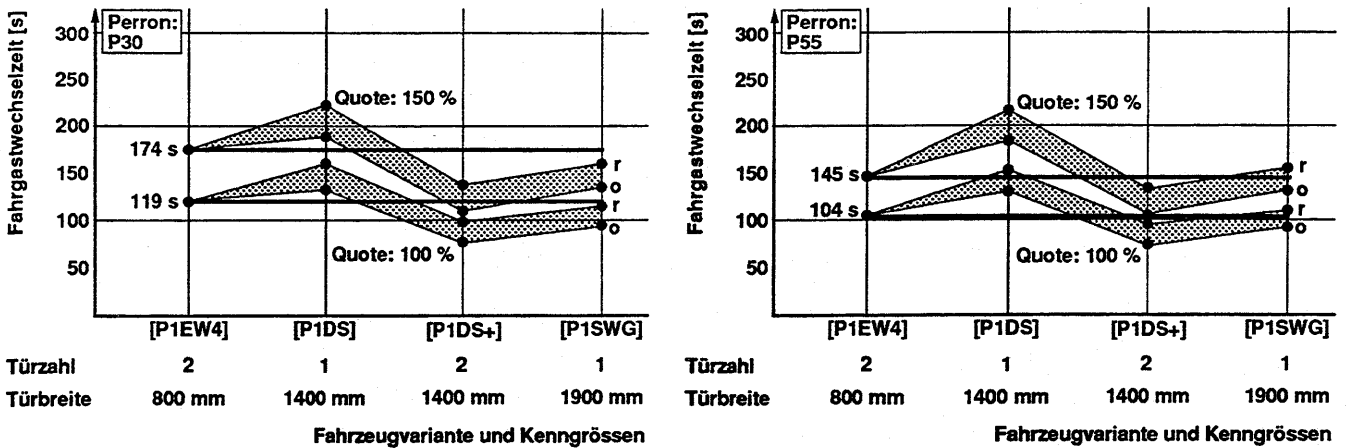 Fahrgastwechselzeit [s]
Perron:
P30
300
250
200
150
100
50
174 s
119 s
Quote: 150 %
Quote: 100 %
r
o
r
o
[P1EW4] [P1DS] [P1DS+] [P1SWG]
Türzahl 2 1 2 1
Türbreite 800 mm 1400 mm 1400 mm 1900 mm
Fahrzeugvariante und Kenngrössen
Fahrgastwechselzeit [s]
Perron:
P55
300
250
200
150
100
50
145 s
104 s
Quote: 150 %
Quote: 100 %
r
o
r
o
[P1EW4] [P1DS] [P1DS+] [P1SWG]
Türzahl 2 1 2 1
Türbreite 800 mm 1400 mm 1400 mm 1900 mm
Fahrzeugvariante und Kenngrössen